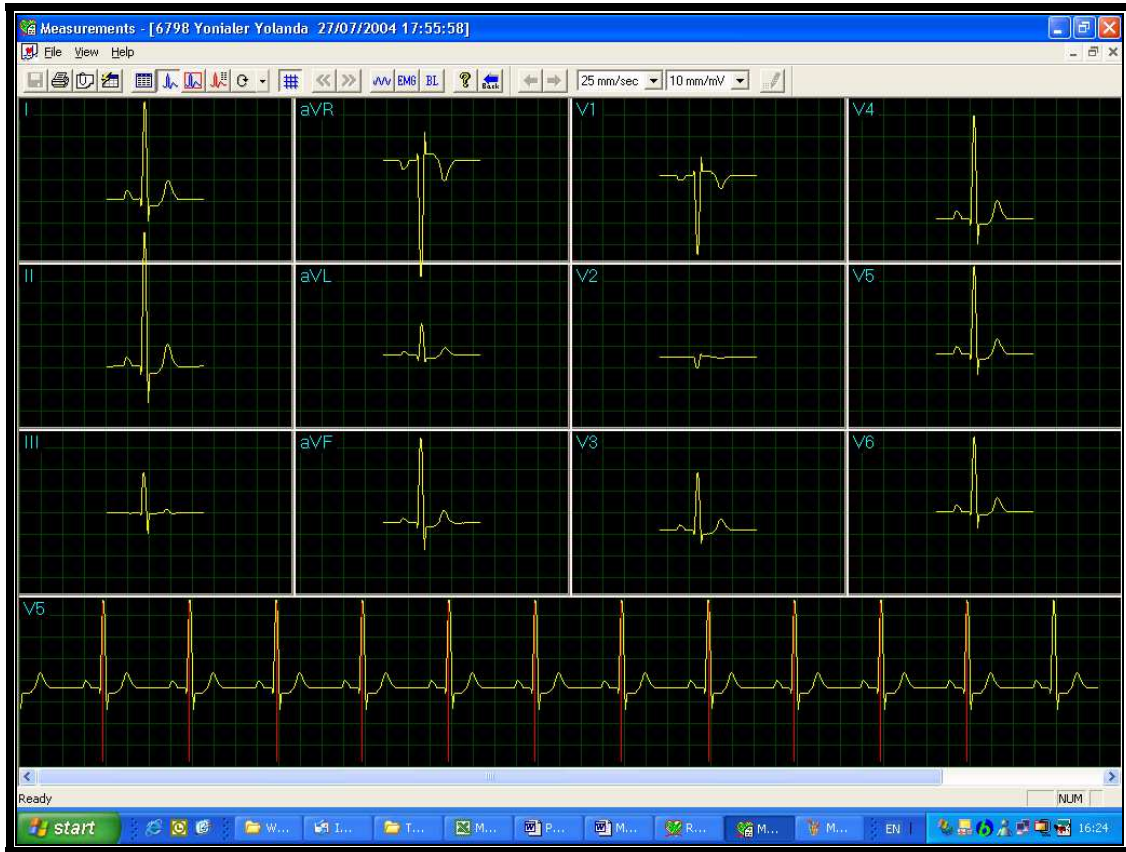 Measurements - [6798 Yonialer Yolanda 27/07/2004 17:55:58]
File View Help
EMG BL ? Back 25 mm/sec 10 mm/mV
I aVR V1 V4
II aVL V2 V5
III aVF V3 V6
V5
Ready NUM
start W... I... T... M... P... M... R... M... M... EN 16:24